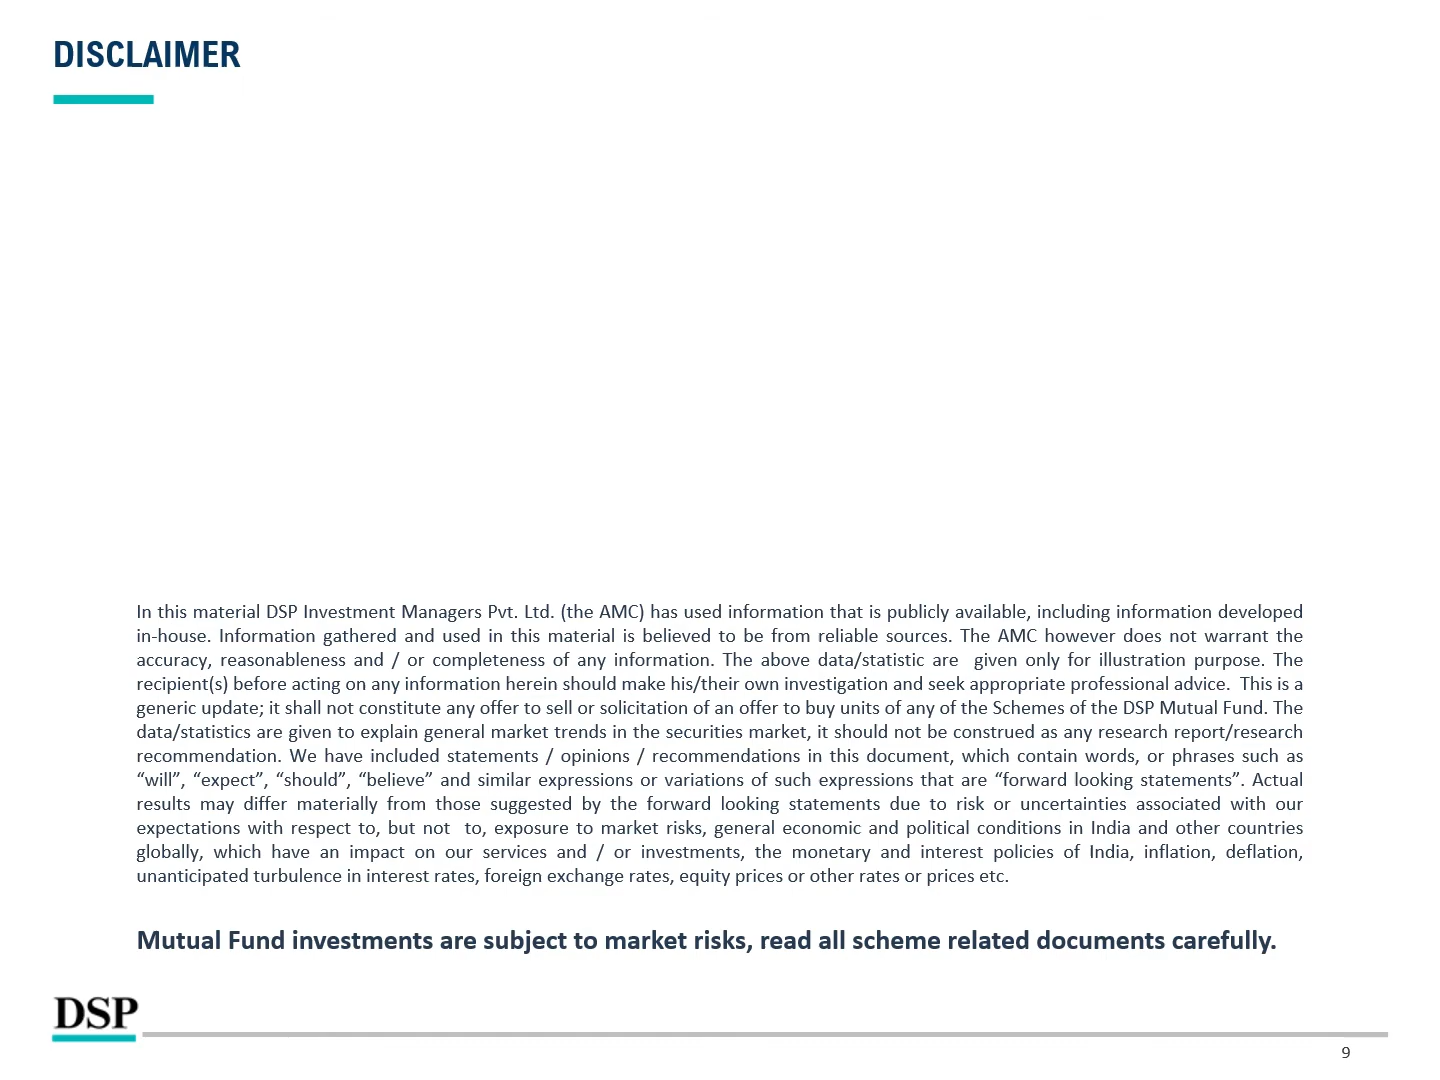 DISCLAIMER
In this material DSP Investment Managers Pvt. Ltd. (the AMC) has used information that is publicly available, including information developed
in-house. Information gathered and used in this material is believed to be from reliable sources. The AMC however does not warrant the
accuracy, reasonableness and / or completeness of any information. The above data/statistic are  given only for illustration purpose. The
recipient(s) before acting on any information herein should make his/their own investigation and seek appropriate professional advice.  This is a
generic update; it shall not constitute any offer to sell or solicitation of an offer to buy units of any of the Schemes of the DSP Mutual Fund. The
data/statistics are given to explain general market trends in the securities market, it should not be construed as any research report/research
recommendation. We have included statements / opinions / recommendations in this document, which contain words, or phrases such as
“will”, “expect”, “should”, “believe” and similar expressions or variations of such expressions that are “forward looking statements”. Actual
results may differ materially from those suggested by the forward looking statements due to risk or uncertainties associated with our
expectations with respect to, but not  to, exposure to market risks, general economic and political conditions in India and other countries
globally, which have an impact on our services and / or investments, the monetary and interest policies of India, inflation, deflation,
unanticipated turbulence in interest rates, foreign exchange rates, equity prices or other rates or prices etc.
Mutual Fund investments are subject to market risks, read all scheme related documents carefully.
DSP
9